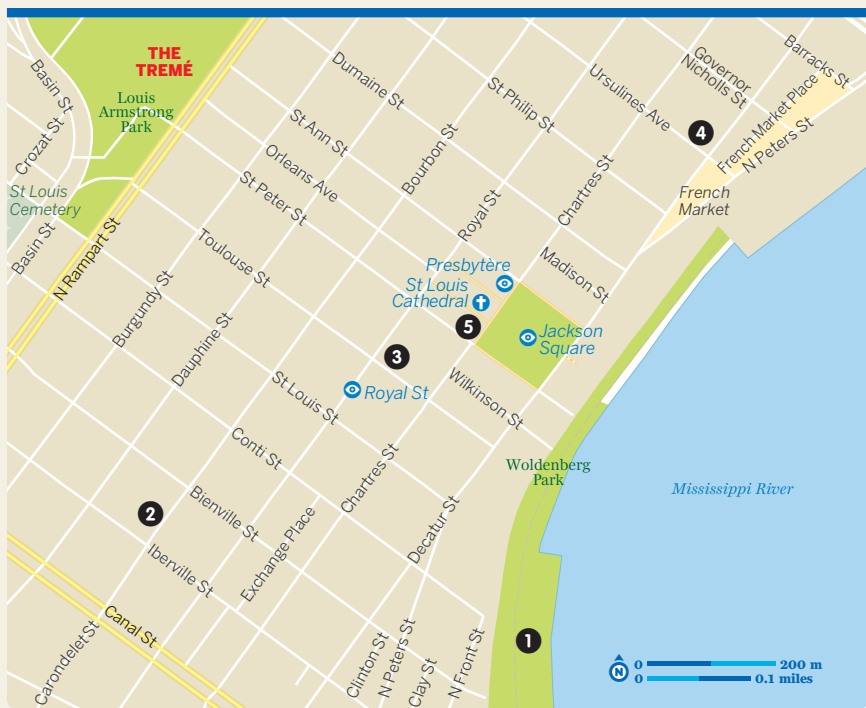 THE
TREMÉ
Louis
Armstrong
Park
Basin St
Crozat St
St Louis
Cemetery
Basin St
N Rampart St
Dumaine St
St Ann St
Orleans Ave
St Peter St
Toulouse St
Burgundy St
Dauphine St
Bourbon St
St Philip St
Ursulines Ave
Governor
Nicholls St
Barracks St
French Market Place
N Peters St
4
French
Market
Royal St
Chartres St
Madison St
Presbytère
St Louis
Cathedral
5
Jackson
Square
3
Royal St
Wilkinson St
St Louis St
Conti St
Bienville St
Iberville St
2
Exchange Place
Chartres St
Decatur St
Woldenberg
Park
Mississippi River
Canal St
Carondelet St
Clinton St
N Peters St
Clay St
N Front St
1
N
0 200 m
0 0.1 miles